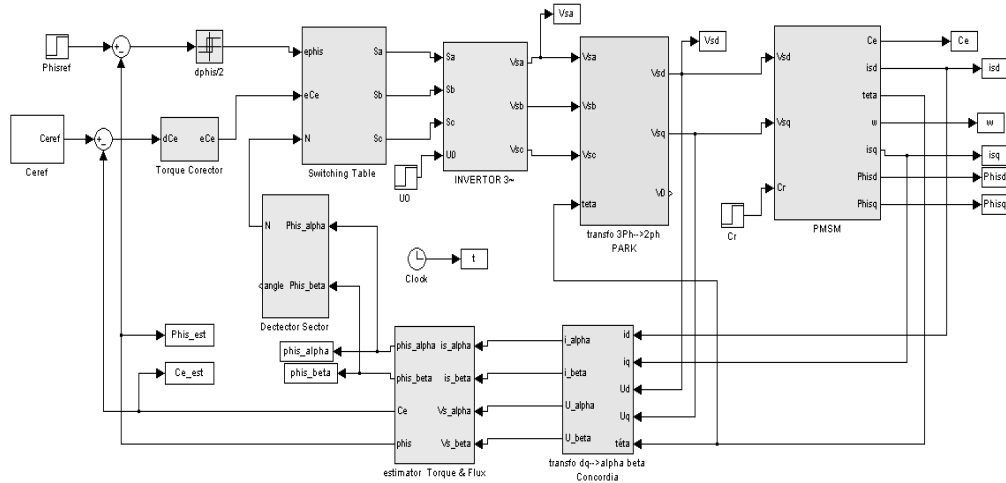 Phisref
dphis/2
ephis
eCe
N
Sa
Sb
Sc
Switching Table
Ceref
Ceref
dCe
eCe
Torque Corector
Sa
Sb
Sc
U0
Vsa
Vsb
Vsc
INVERTOR 3~
U0
Vsa
Vsa
Vsb
Vsc
teta
Vsd
Vsq
V0
transfo 3Ph-->2ph
PARK
Vsd
Vsd
Vsq
Cr
Ce
isd
teta
w
isq
Phisd
Phisq
PMSM
Cr
Ce
isd
w
isq
Phisd
Phisq
N
angle
Phis_alpha
Phis_beta
Dectector Sector
Clock
t
Phis_est
Ce_est
phis_alpha
phis_beta
phis_alpha
phis_beta
Ce
phis
is_alpha
is_beta
Vs_alpha
Vs_beta
estimator Torque & Flux
i_alpha
i_beta
U_alpha
U_beta
id
iq
Ud
Uq
téta
transfo dq-->alpha beta
Concordia